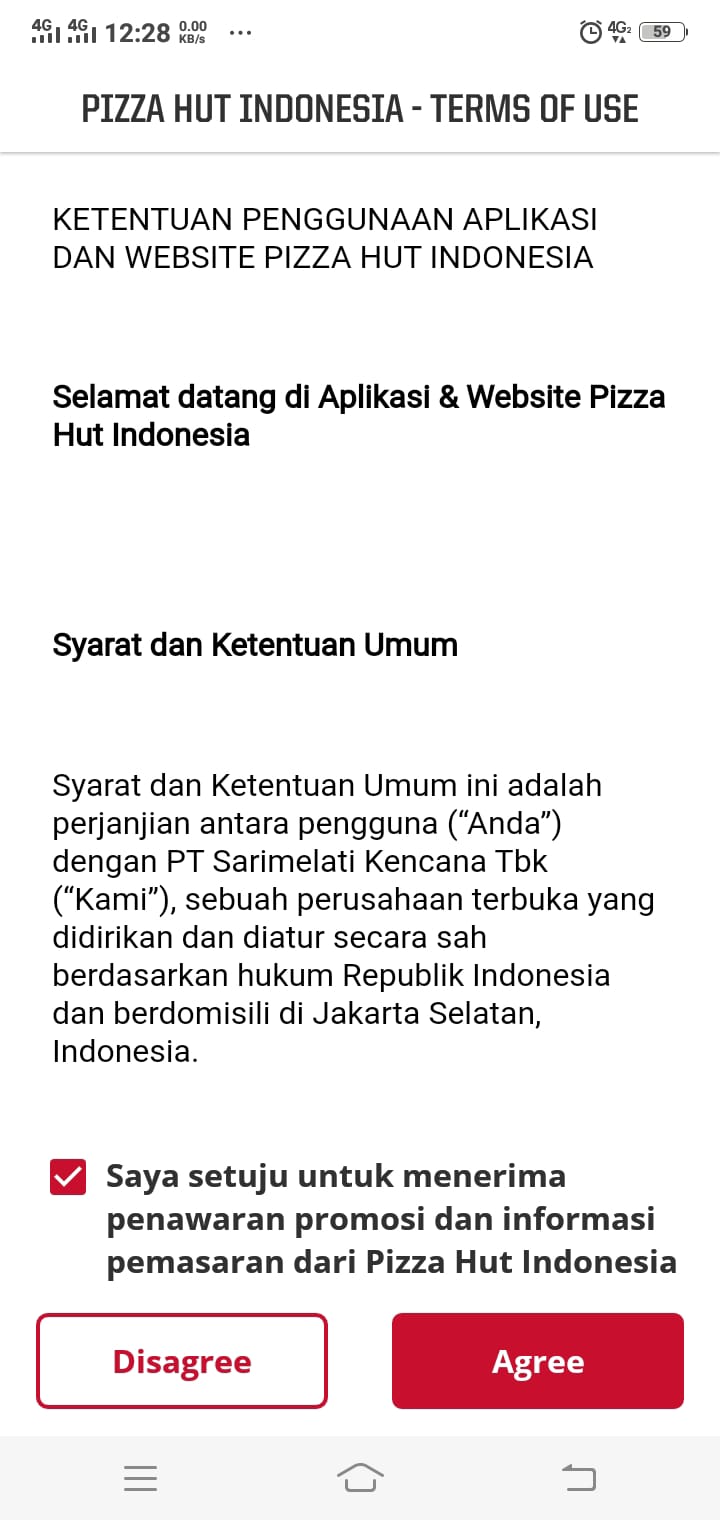 4G 4G 12:28 0.00 KB/s ... 4G2 59
PIZZA HUT INDONESIA - TERMS OF USE
KETENTUAN PENGGUNAAN APLIKASI
DAN WEBSITE PIZZA HUT INDONESIA
Selamat datang di Aplikasi & Website Pizza
Hut Indonesia
Syarat dan Ketentuan Umum
Syarat dan Ketentuan Umum ini adalah
perjanjian antara pengguna (“Anda”)
dengan PT Sarimelati Kencana Tbk
(“Kami”), sebuah perusahaan terbuka yang
didirikan dan diatur secara sah
berdasarkan hukum Republik Indonesia
dan berdomisili di Jakarta Selatan,
Indonesia.
Saya setuju untuk menerima
penawaran promosi dan informasi
pemasaran dari Pizza Hut Indonesia
Disagree Agree